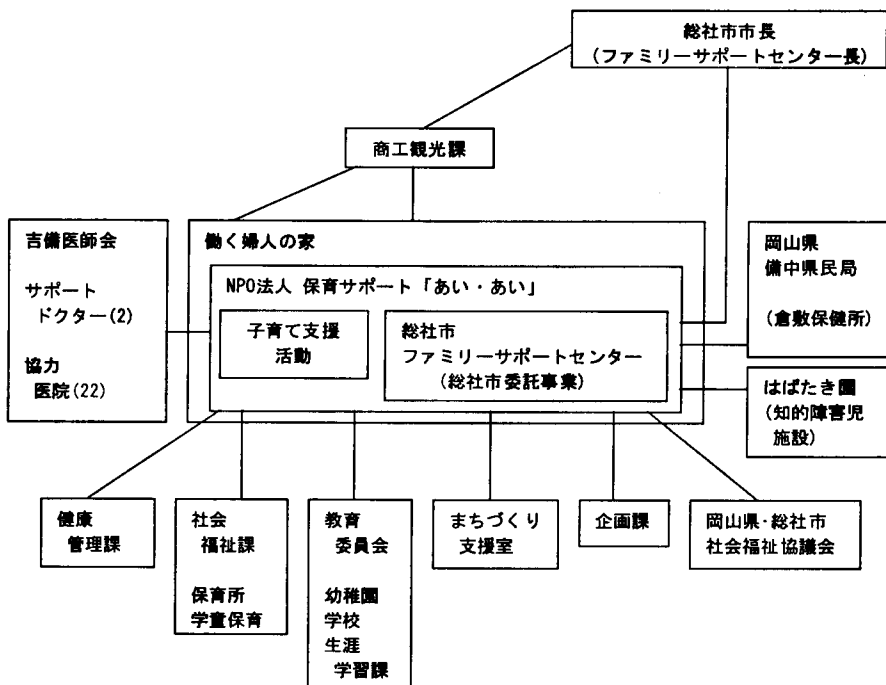 総社市市長
(ファミリーサポートセンター長)
商工観光課
吉備医師会
サポート
ドクター(2)
協力
医院(22)
働く婦人の家
NPO法人 保育サポート「あい・あい」
子育て支援
活動
総社市
ファミリーサポートセンター
(総社市委託事業)
岡山県
備中県民局
(倉敷保健所)
はばたき園
(知的障害児
施設)
健康
管理課
社会
福祉課
保育所
学童保育
教育
委員会
幼稚園
学校
生涯
学習課
まちづくり
支援室
企画課
岡山県・総社市
社会福祉協議会